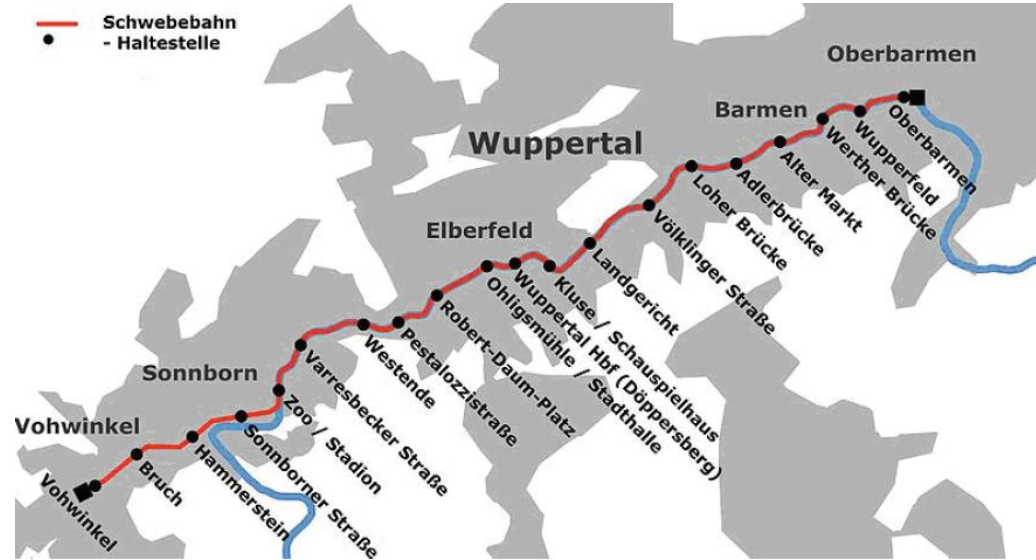 Schwebebahn
- Haltestelle
Oberbarmen
Barmen
Wuppertal
Elberfeld
Sonnborn
Vohwinkel
Vohwinkel
Bruch
Hammerstein
Sonnborner Straße
Zoo / Stadion
Varresbecker Straße
Westende
Pestalozzistraße
Robert-Daum-Platz
Ohligsmühle / Stadthalle
Wuppertal Hbf (Döppersberg)
Kluse / Schauspielhaus
Landgericht
Völklinger Straße
Loher Brücke
Adlerbrücke
Alter Markt
Werther Brücke
Wupperfeld
Oberbarmen